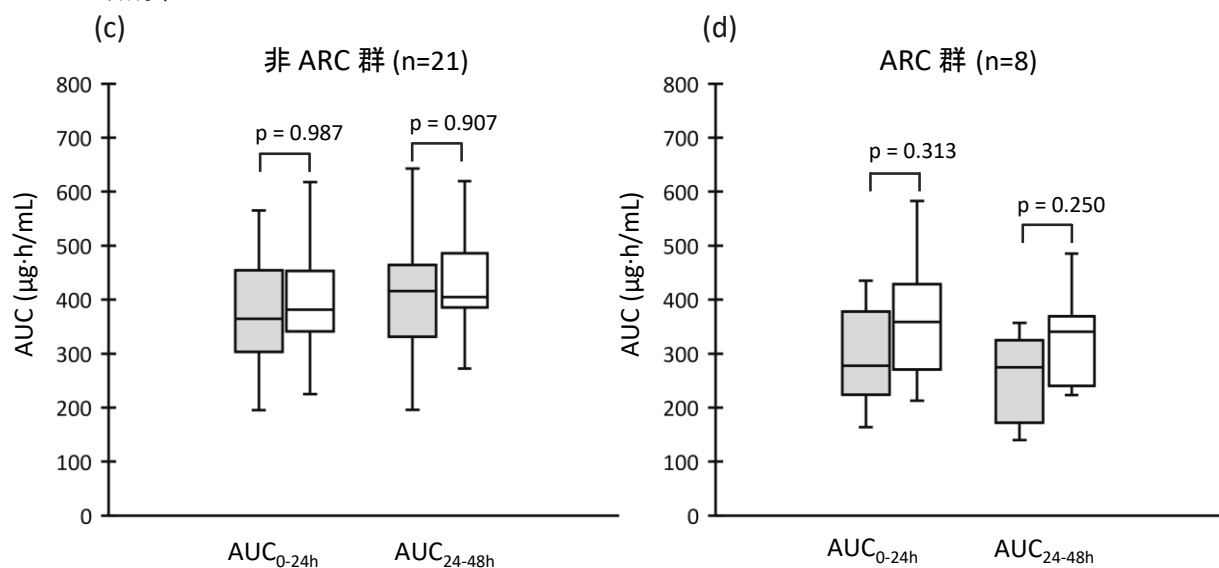 (c)
非 ARC 群 (n=21)
AUC (µg·h/mL)
800
700
600
500
400
300
200
100
0
p = 0.987
p = 0.907
AUC0-24h
AUC24-48h
(d)
ARC 群 (n=8)
AUC (µg·h/mL)
800
700
600
500
400
300
200
100
0
p = 0.313
p = 0.250
AUC0-24h
AUC24-48h